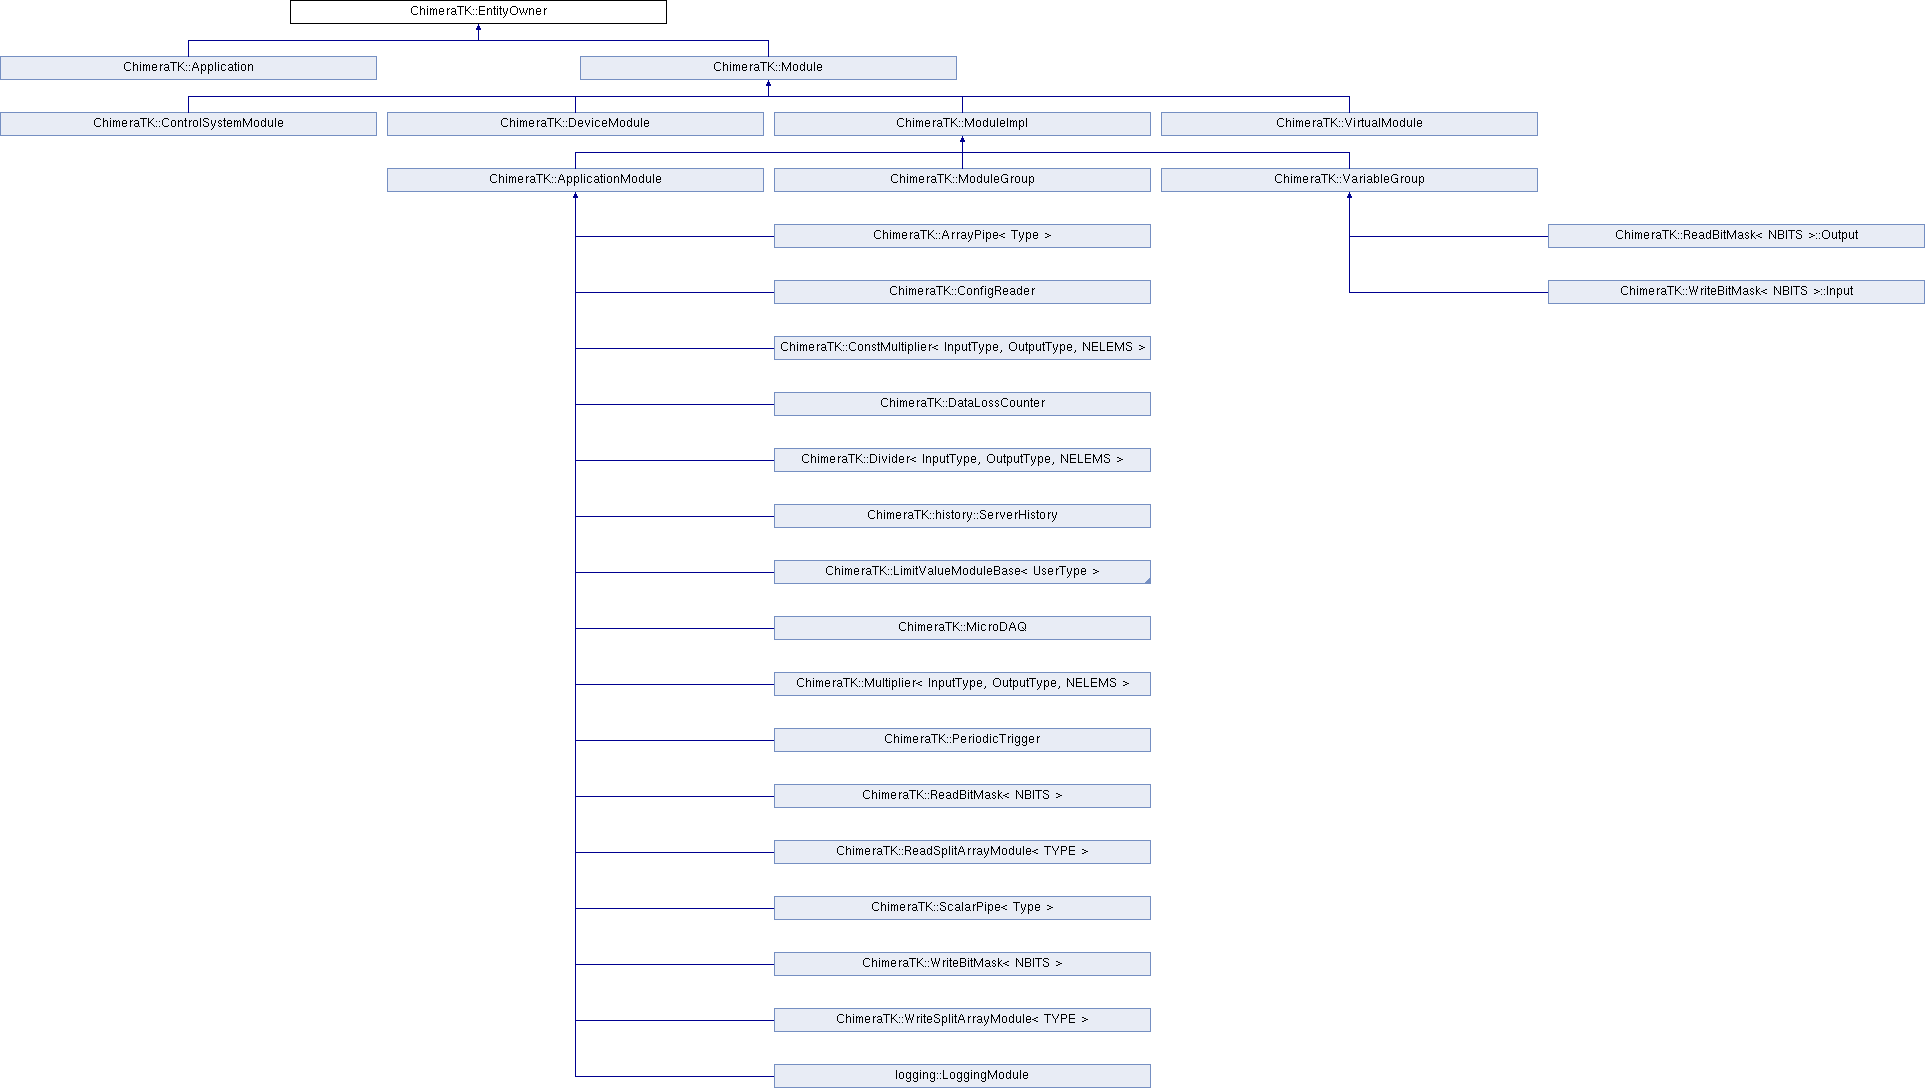 ChimeraTK::EntityOwner
ChimeraTK::Application
ChimeraTK::Module
ChimeraTK::ControlSystemModule
ChimeraTK::DeviceModule
ChimeraTK::ModuleImpl
ChimeraTK::VirtualModule
ChimeraTK::ApplicationModule
ChimeraTK::ModuleGroup
ChimeraTK::VariableGroup
ChimeraTK::ArrayPipe< Type >
ChimeraTK::ReadBitMask< NBITS >::Output
ChimeraTK::ConfigReader
ChimeraTK::WriteBitMask< NBITS >::Input
ChimeraTK::ConstMultiplier< InputType, OutputType, NELEMS >
ChimeraTK::DataLossCounter
ChimeraTK::Divider< InputType, OutputType, NELEMS >
ChimeraTK::history::ServerHistory
ChimeraTK::LimitValueModuleBase< UserType >
ChimeraTK::MicroDAQ
ChimeraTK::Multiplier< InputType, OutputType, NELEMS >
ChimeraTK::PeriodicTrigger
ChimeraTK::ReadBitMask< NBITS >
ChimeraTK::ReadSplitArrayModule< TYPE >
ChimeraTK::ScalarPipe< Type >
ChimeraTK::WriteBitMask< NBITS >
ChimeraTK::WriteSplitArrayModule< TYPE >
logging::LoggingModule